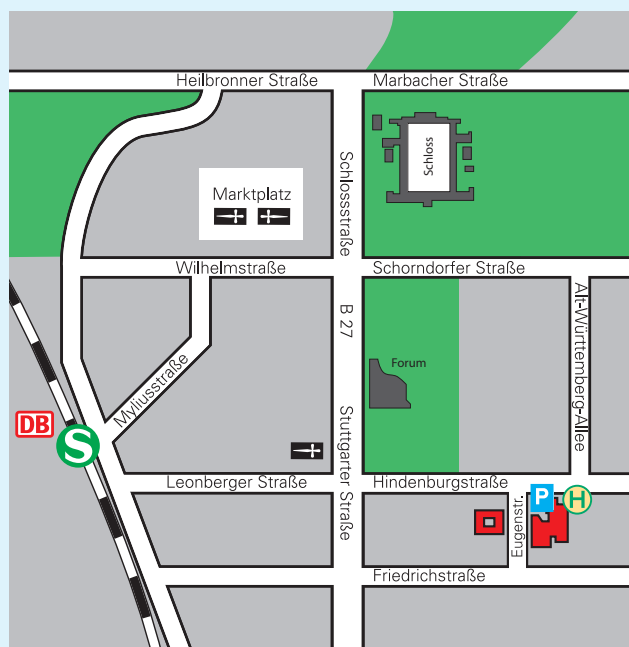 Heilbronner Straße
Marbacher Straße
Schloss
Schlossstraße
Marktplatz
Wilhelmstraße
Schorndorfer Straße
B 27
Alt-Württemberg-Allee
Forum
Myliusstraße
DB
S
Stuttgarter Straße
Leonberger Straße
Hindenburgstraße
P
H
Eugenstr.
Friedrichstraße